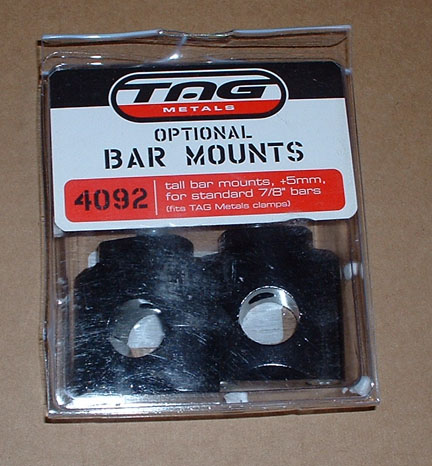 TAG
METALS
OPTIONAL
BAR MOUNTS
4092
tall bar mounts, +5mm,
for standard 7/8" bars
(fits TAG Metals clamps)